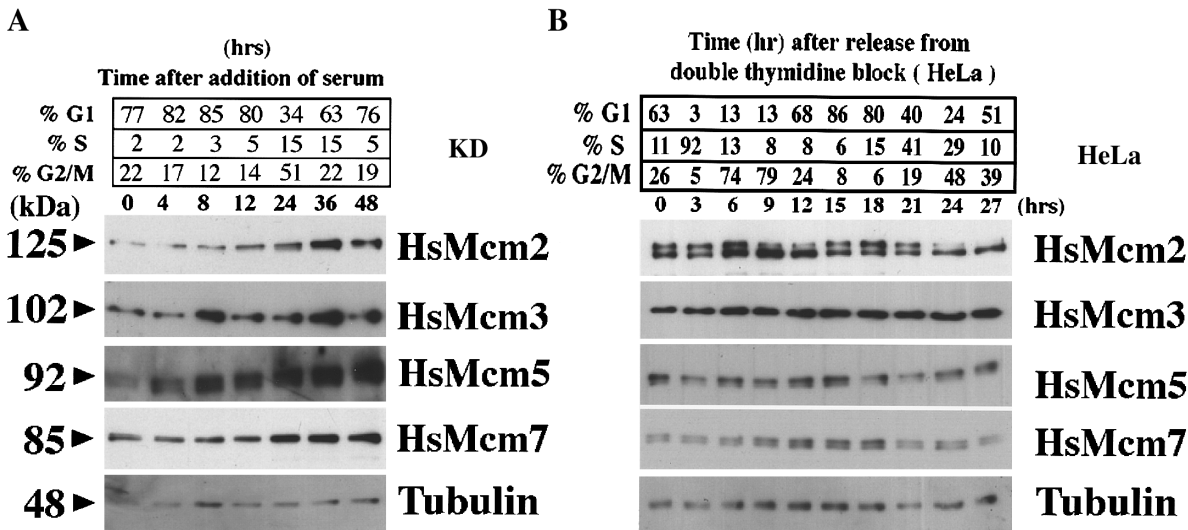 A
(hrs)
Time after addition of serum
% G1 77 82 85 80 34 63 76
% S 2 2 3 5 15 15 5
% G2/M 22 17 12 14 51 22 19
(kDa) 0 4 8 12 24 36 48
KD
125 HsMcm2
102 HsMcm3
92 HsMcm5
85 HsMcm7
48 Tubulin
B
Time (hr) after release from
double thymidine block ( HeLa )
% G1 63 3 13 13 68 86 80 40 24 51
% S 11 92 13 8 8 6 15 41 29 10
% G2/M 26 5 74 79 24 8 6 19 48 39
0 3 6 9 12 15 18 21 24 27 (hrs)
HeLa
HsMcm2
HsMcm3
HsMcm5
HsMcm7
Tubulin